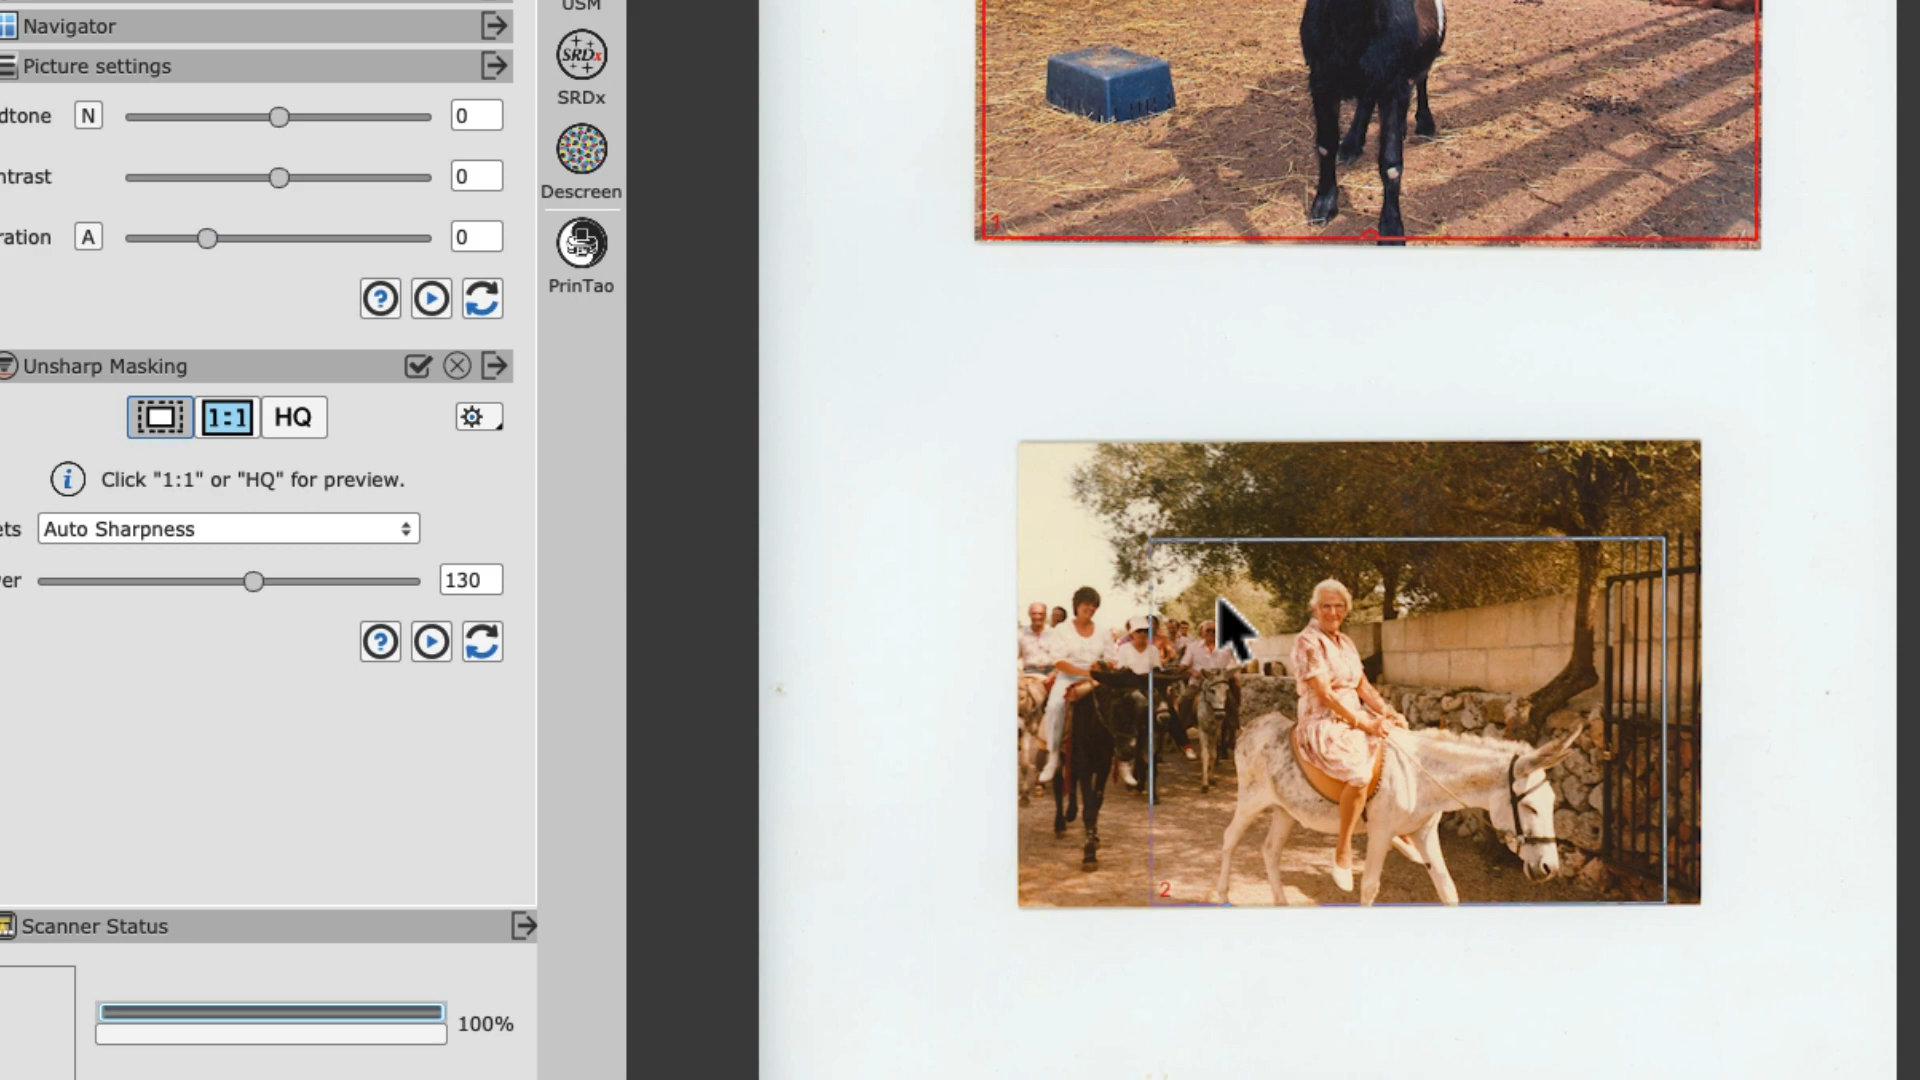 USM
Navigator
SRDx
Picture settings
SRDx
dtone N 0
ntrast 0
Descreen
ration A 0
PrinTao
1
Unsharp Masking
1:1 HQ
Click "1:1" or "HQ" for preview.
ets Auto Sharpness
er 130
2
Scanner Status
100%